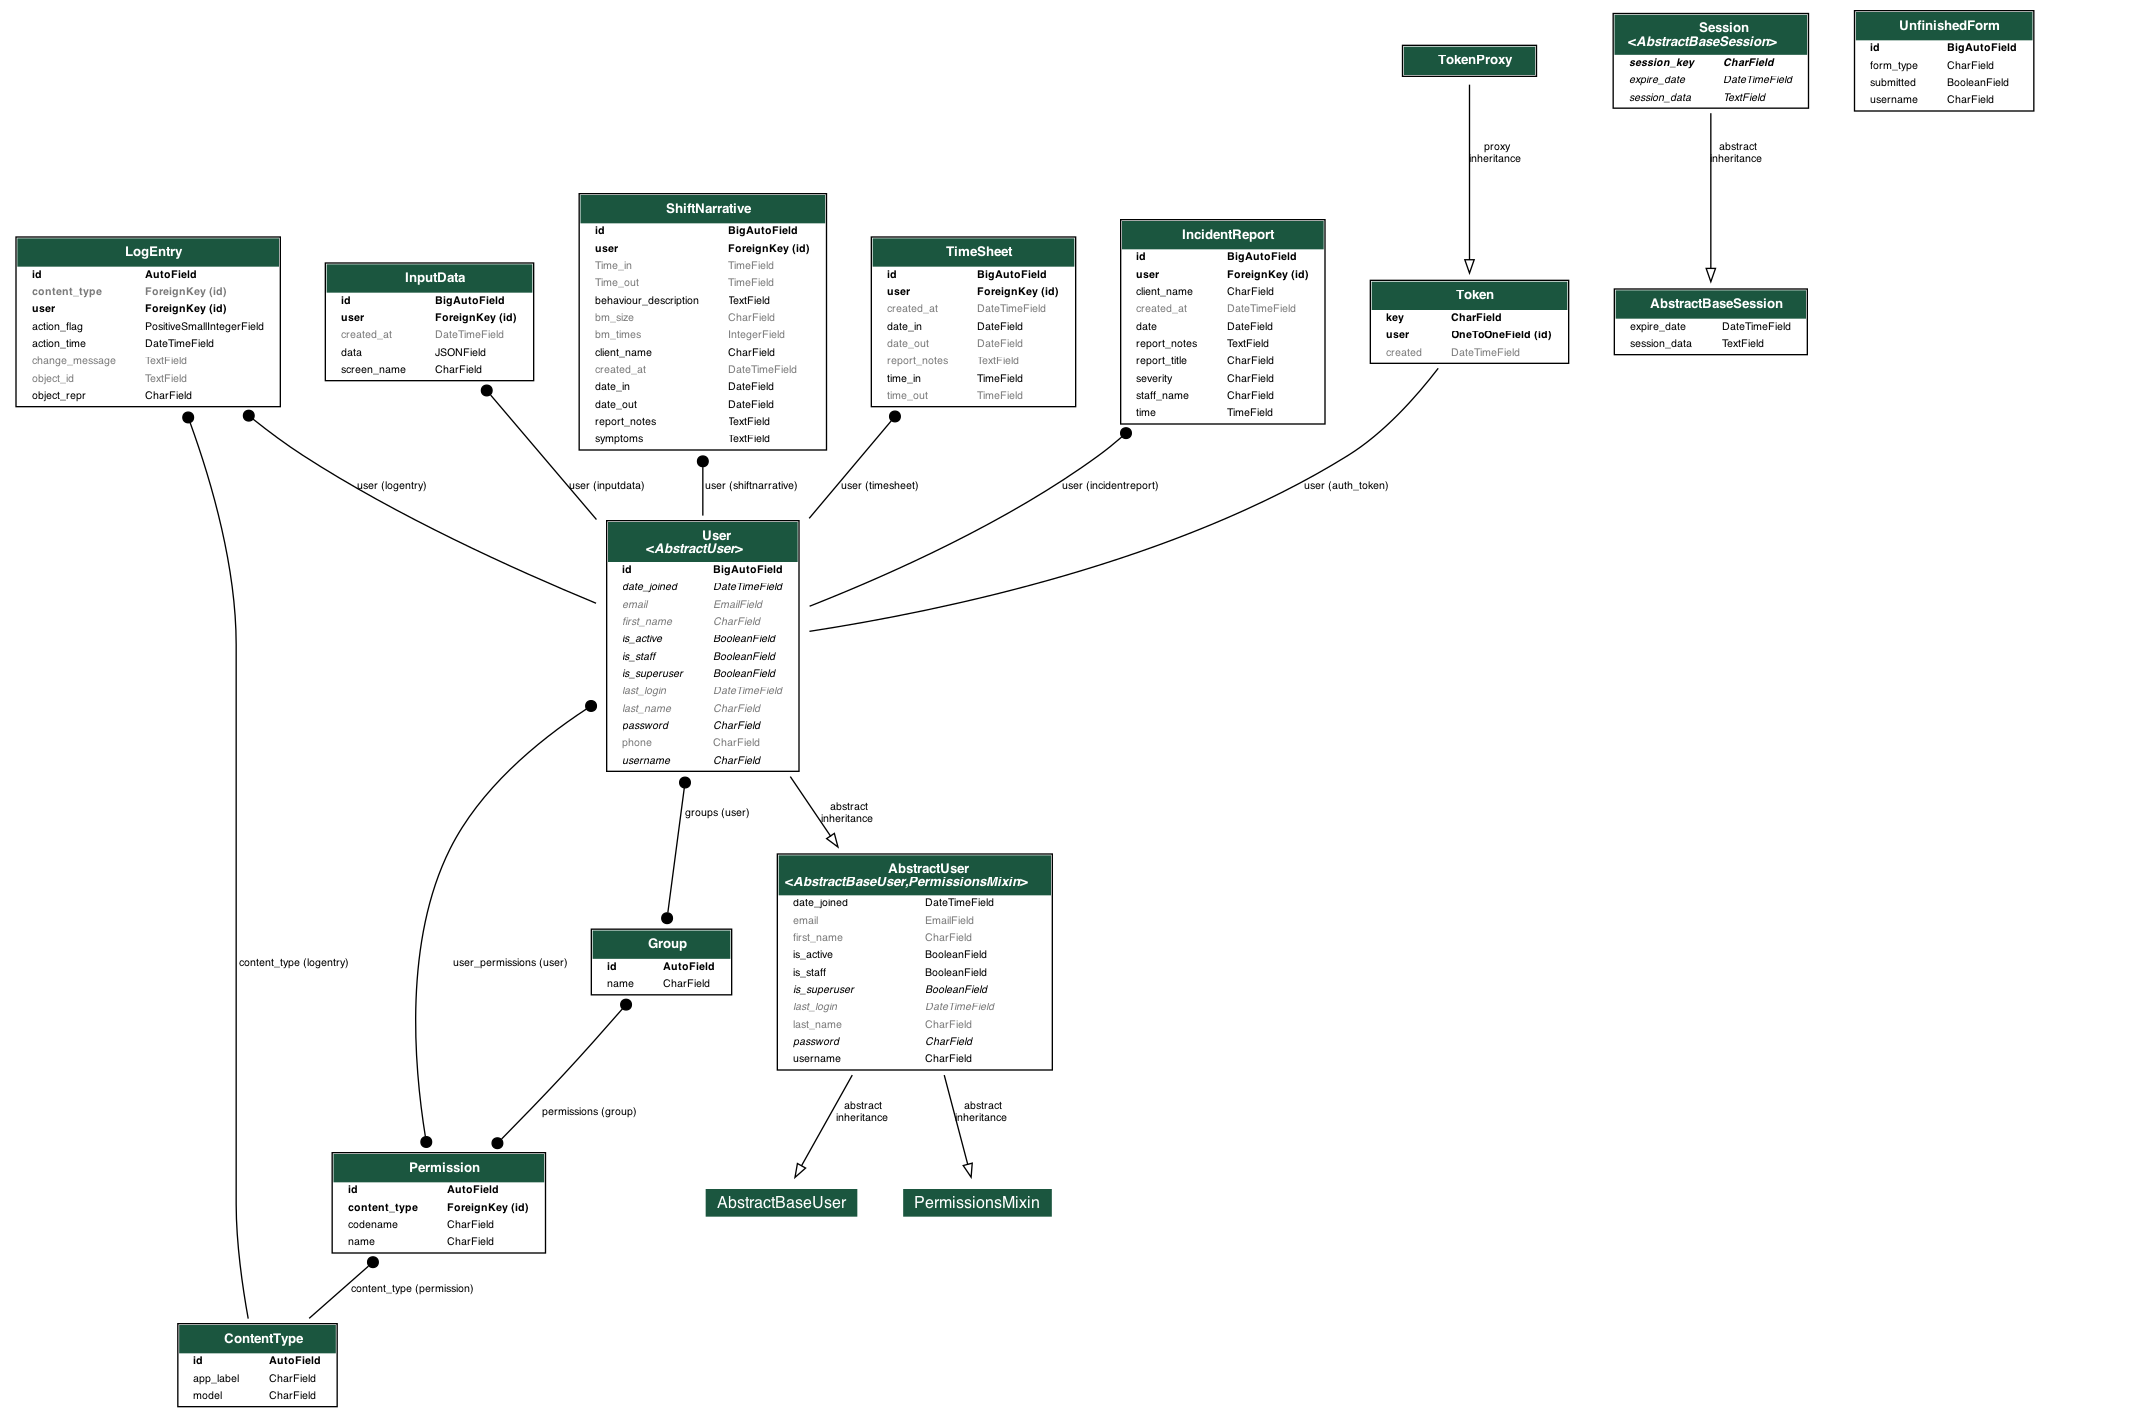 TokenProxy
Session
<AbstractBaseSession>
session_key CharField
expire_date DateTimeField
session_data TextField
UnfinishedForm
id BigAutoField
form_type CharField
submitted BooleanField
username CharField
proxy
inheritance
abstract
inheritance
LogEntry
id AutoField
content_type ForeignKey (id)
user ForeignKey (id)
action_flag PositiveSmallIntegerField
action_time DateTimeField
change_message TextField
object_id TextField
object_repr CharField
InputData
id BigAutoField
user ForeignKey (id)
created_at DateTimeField
data JSONField
screen_name CharField
ShiftNarrative
id BigAutoField
user ForeignKey (id)
Time_in TimeField
Time_out TimeField
behaviour_description TextField
bm_size CharField
bm_times IntegerField
client_name CharField
created_at DateTimeField
date_in DateField
date_out DateField
report_notes TextField
symptoms TextField
TimeSheet
id BigAutoField
user ForeignKey (id)
created_at DateTimeField
date_in DateField
date_out DateField
report_notes TextField
time_in TimeField
time_out TimeField
IncidentReport
id BigAutoField
user ForeignKey (id)
client_name CharField
created_at DateTimeField
date DateField
report_notes TextField
report_title CharField
severity CharField
staff_name CharField
time TimeField
Token
key CharField
user OneToOneField (id)
created DateTimeField
AbstractBaseSession
expire_date DateTimeField
session_data TextField
user (logentry)
user (inputdata)
user (shiftnarrative)
user (timesheet)
user (incidentreport)
user (auth_token)
User
<AbstractUser>
id BigAutoField
date_joined DateTimeField
email EmailField
first_name CharField
is_active BooleanField
is_staff BooleanField
is_superuser BooleanField
last_login DateTimeField
last_name CharField
password CharField
phone CharField
username CharField
groups (user)
abstract
inheritance
AbstractUser
<AbstractBaseUser,PermissionsMixin>
date_joined DateTimeField
email EmailField
first_name CharField
is_active BooleanField
is_staff BooleanField
is_superuser BooleanField
last_login DateTimeField
last_name CharField
password CharField
username CharField
content_type (logentry)
user_permissions (user)
Group
id AutoField
name CharField
permissions (group)
abstract
inheritance
abstract
inheritance
Permission
id AutoField
content_type ForeignKey (id)
codename CharField
name CharField
AbstractBaseUser
PermissionsMixin
content_type (permission)
ContentType
id AutoField
app_label CharField
model CharField